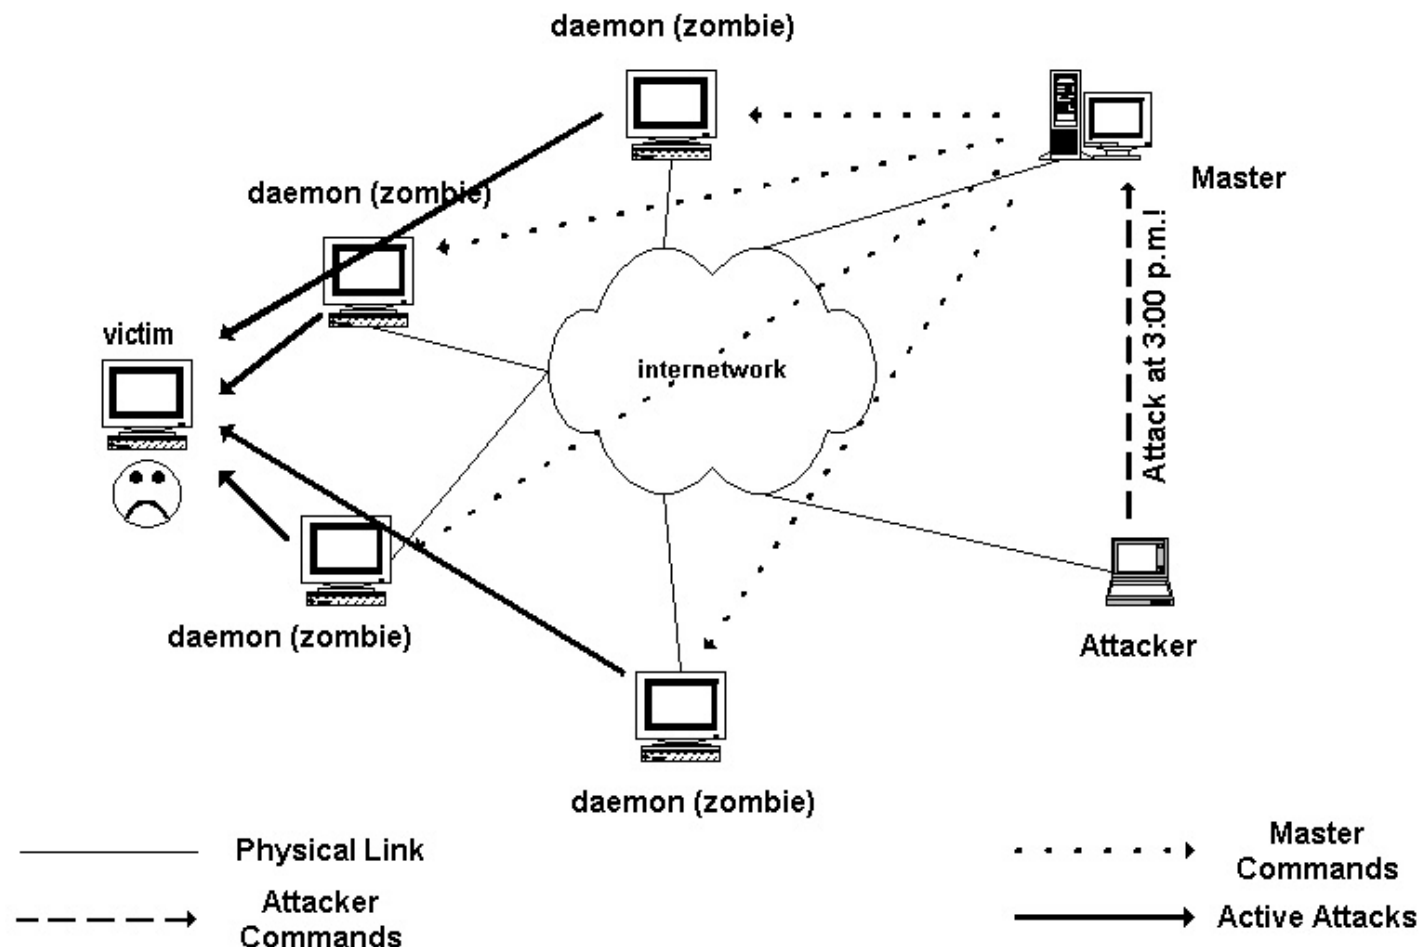 daemon (zombie)
Master
daemon (zombie)
Attack at 3:00 p.m.!
victim
internetwork
daemon (zombie)
Attacker
daemon (zombie)
Physical Link
Attacker
Commands
Master
Commands
Active Attacks